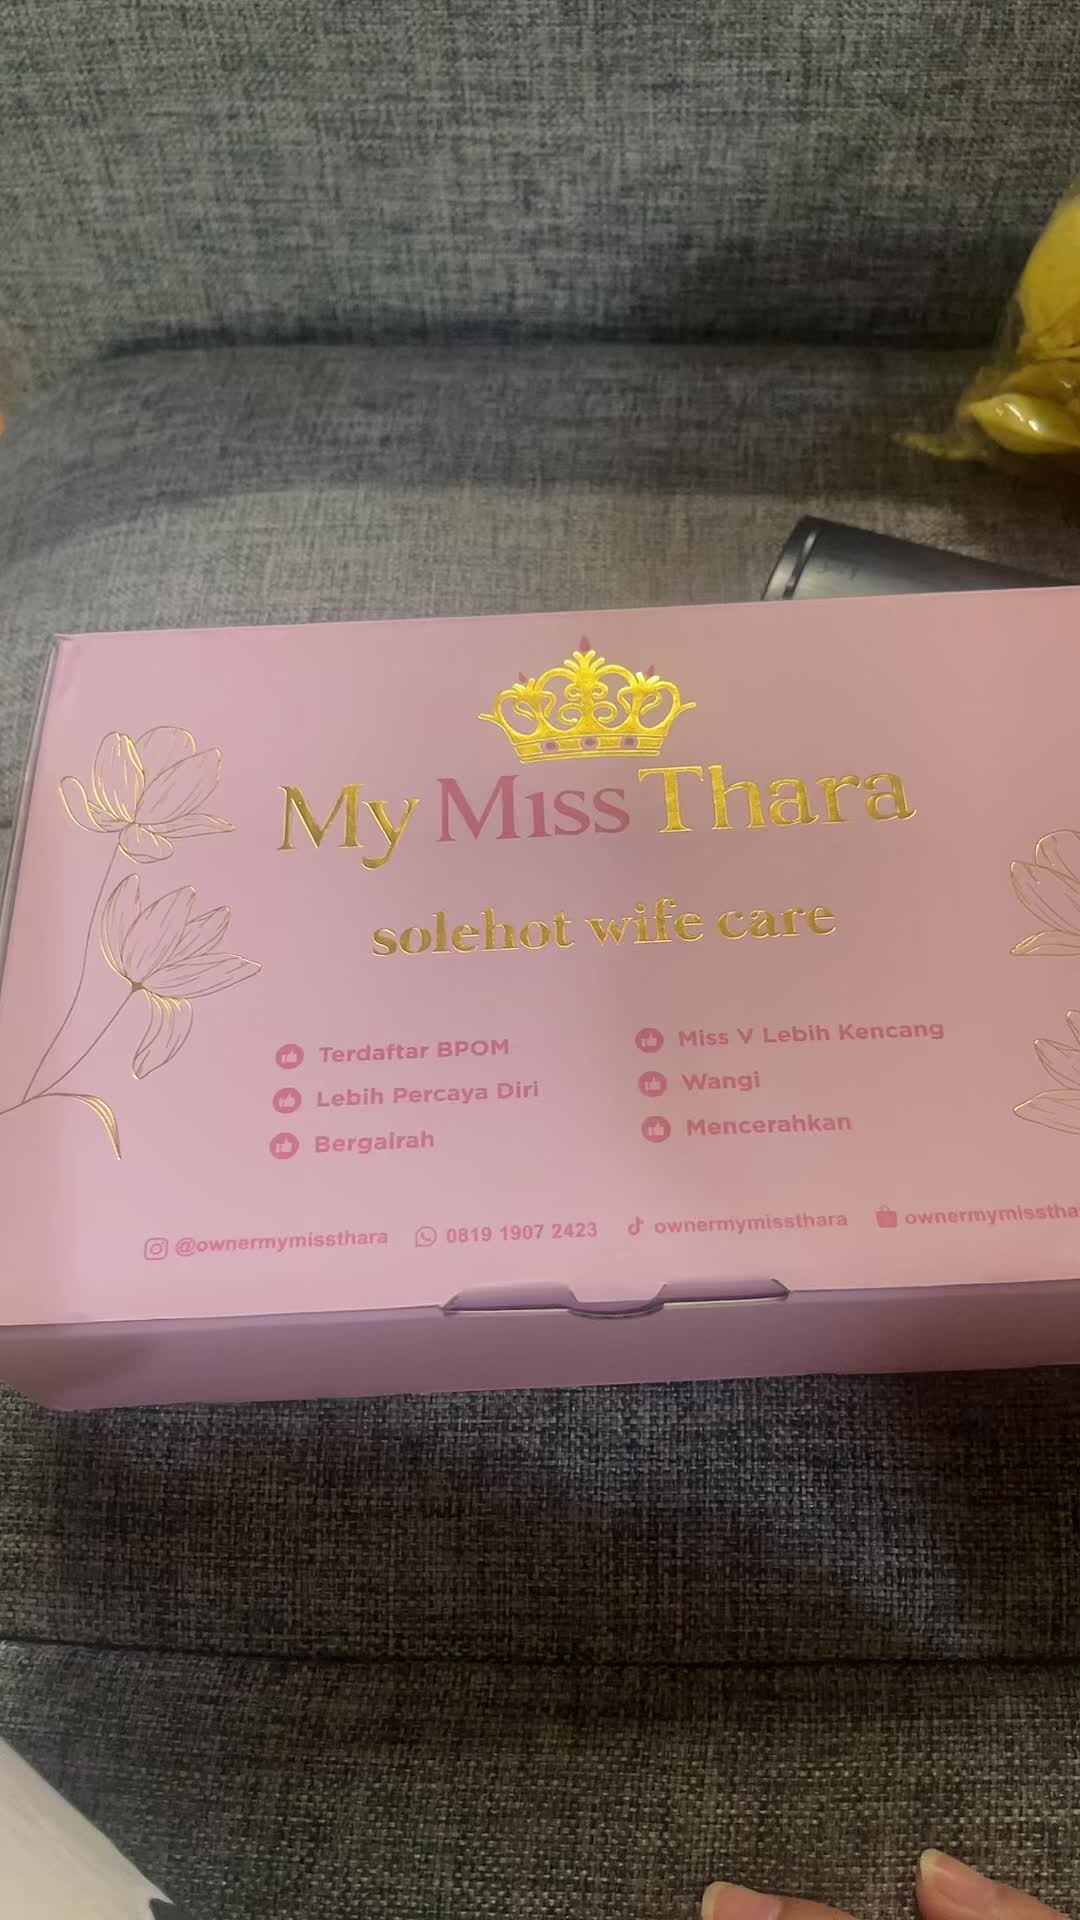 My Miss Thara
solehot wife care
Terdaftar BPOM
Lebih Percaya Diri
Bergairah
Miss V Lebih Kencang
Wangi
Mencerahkan
@ownermymissthara 0819 1907 2423 ownermymissthara ownermymisstha